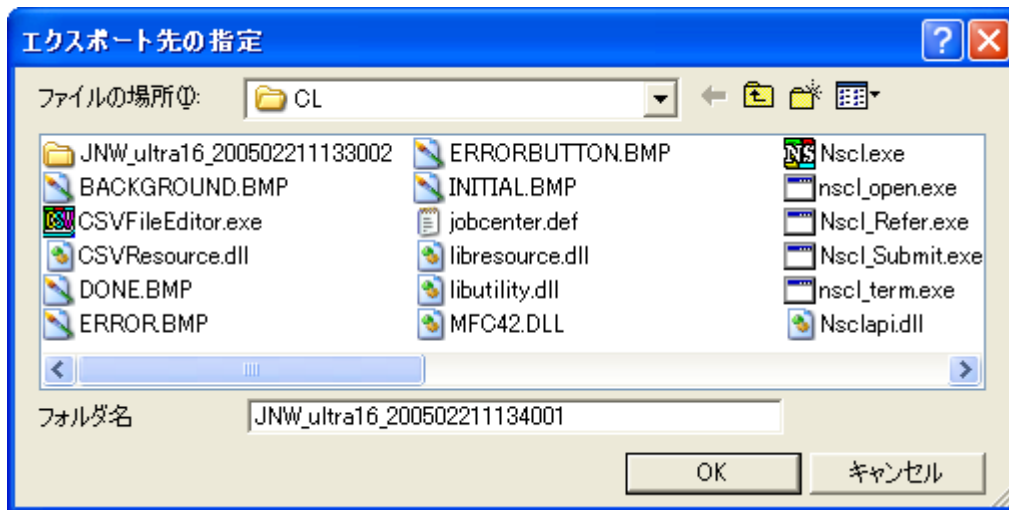 エクスポート先の指定
ファイルの場所(I):
CL
JNW_ultra16_200502211133002
BACKGROUND.BMP
CSVFileEditor.exe
CSVResource.dll
DONE.BMP
ERROR.BMP
ERRORBUTTON.BMP
INITIAL.BMP
jobcenter.def
libresource.dll
libutility.dll
MFC42.DLL
Nscl.exe
nscl_open.exe
Nscl_Refer.exe
Nscl_Submit.exe
nscl_term.exe
Nsclapi.dll
フォルダ名
JNW_ultra16_200502211134001
OK
キャンセル